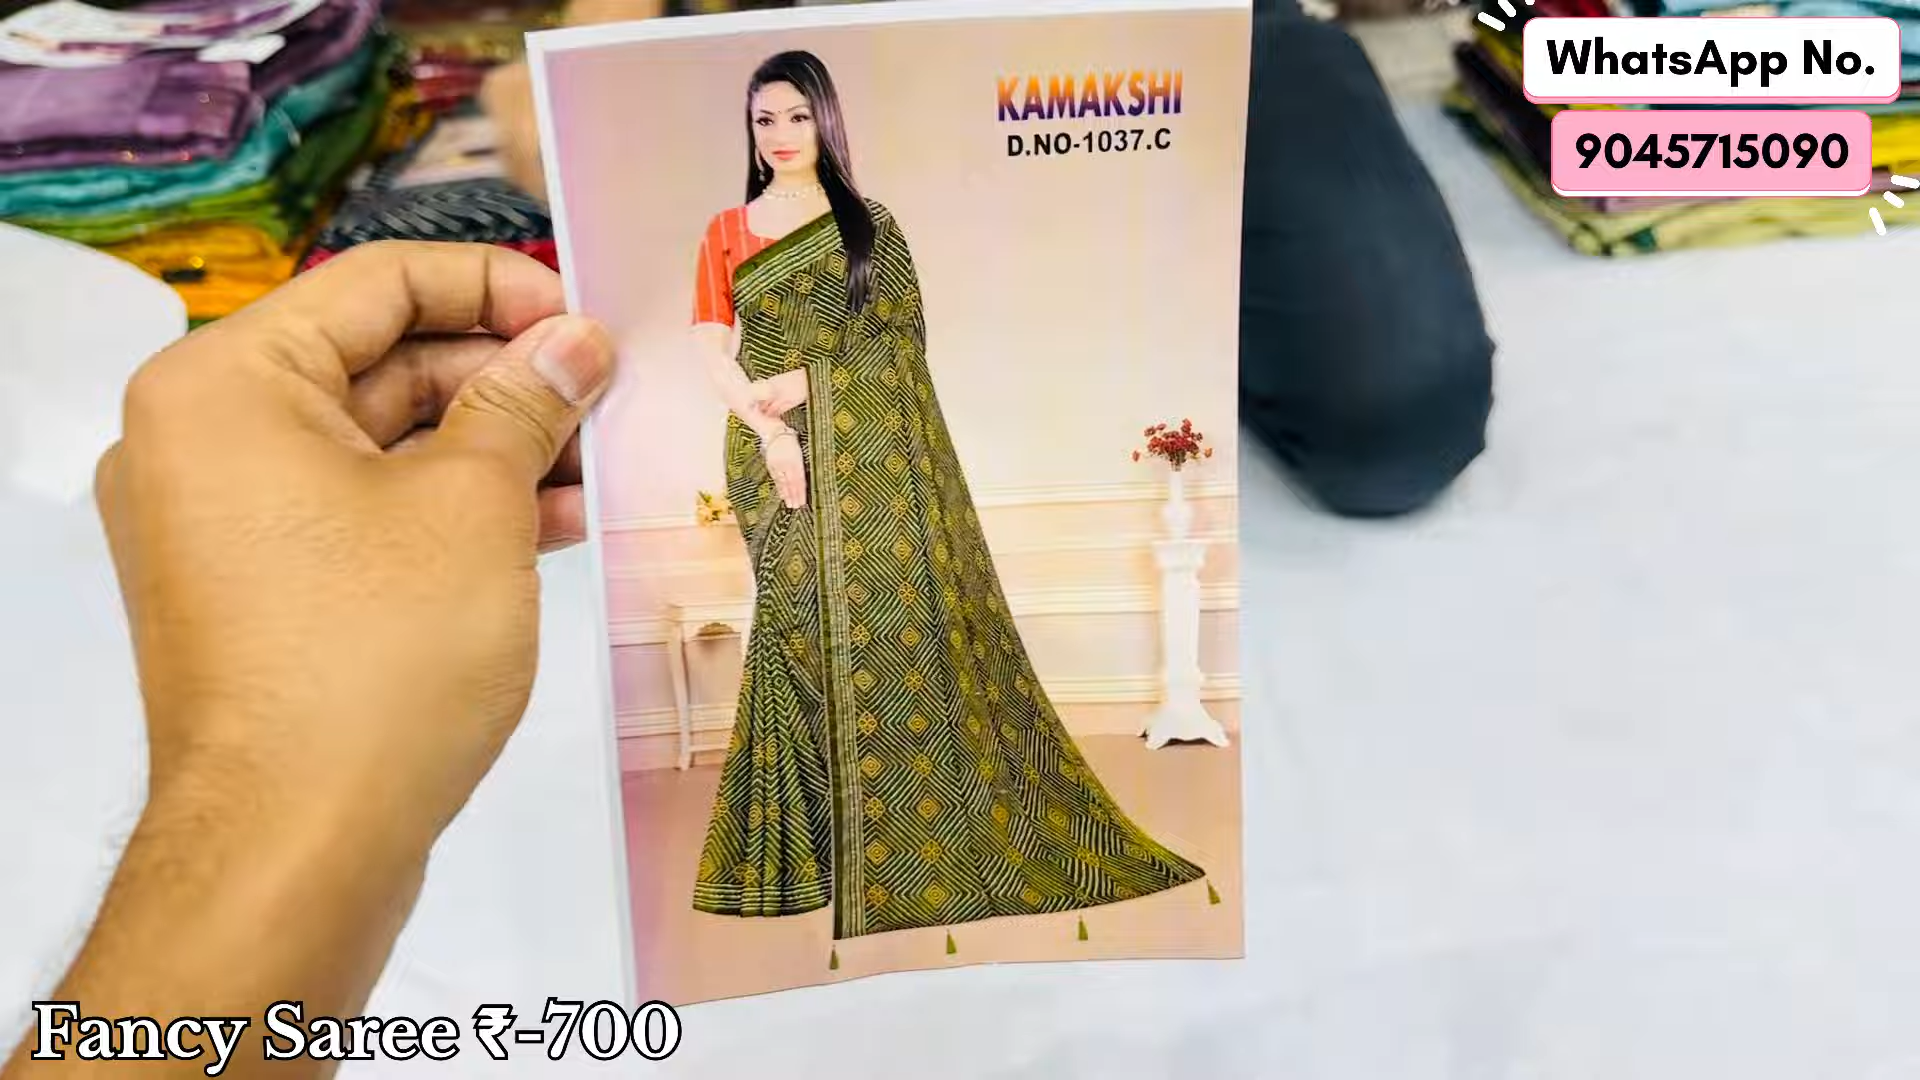 KAMAKSHI
D.NO-1037.C
WhatsApp No.
9045715090
Fancy Saree ₹-700